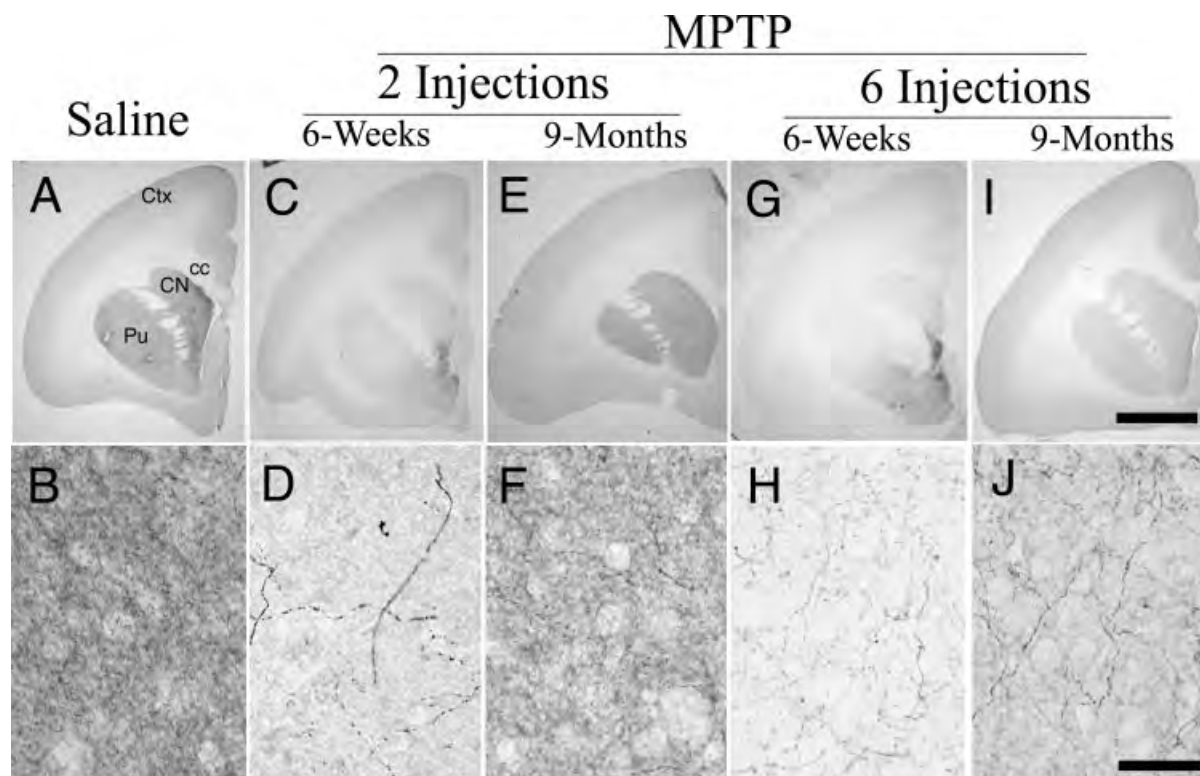 MPTP
2 Injections
6 Injections
Saline
6-Weeks
9-Months
6-Weeks
9-Months
A
Ctx
CN
cc
Pu
C
E
G
I
B
D
F
H
J